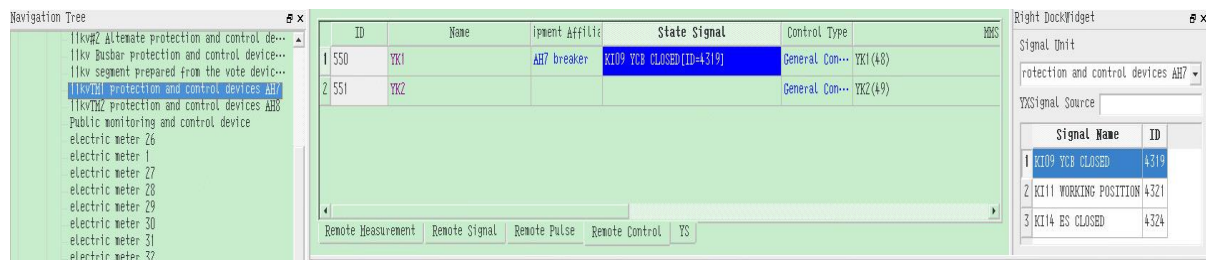 Navigation Tree
11kv#2 Altemate protection and control de···
11kv Busbar protection and control device···
11kv segment prepared from the vote devic···
11kvTM1 protection and control devices AH7
11kvTM2 protection and control devices AH8
Public monitoring and control device
electric meter 26
electric meter 1
electric meter 27
electric meter 28
electric meter 29
electric meter 30
electric meter 31
electric meter 32
ID Name ipment Affilia State Signal Control Type MMS
1 550 YK1 AH7 breaker KI09 YCB CLOSED[ID=4319] General Con··· YK1(48)
2 551 YK2 General Con··· YK2(49)
Remote Measurement Remote Signal Remote Pulse Remote Control YS
Right DockWidget
Signal Unit
rotection and control devices AH7
YXSignal Source
Signal Name ID
1 KI09 YCB CLOSED 4319
2 KI11 WORKING POSITION 4321
3 KI14 ES CLOSED 4324